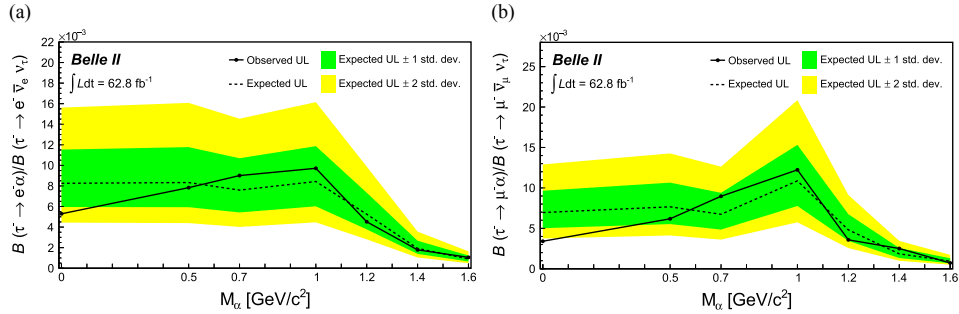 (a)
×10⁻³
B (τ⁻ → e⁻α)/B (τ⁻ → e⁻ ν̅ₑ ν_τ)
22
20
18
16
14
12
10
8
6
4
2
0
Belle II
∫ Ldt = 62.8 fb⁻¹
Observed UL
Expected UL
Expected UL ± 1 std. dev.
Expected UL ± 2 std. dev.
0 0.5 0.7 1 1.2 1.4 1.6
M_α [GeV/c²]
(b)
×10⁻³
B (τ⁻ → μ⁻α)/B (τ⁻ → μ⁻ ν̅_μ ν_τ)
25
20
15
10
5
0
Belle II
∫ Ldt = 62.8 fb⁻¹
Observed UL
Expected UL
Expected UL ± 1 std. dev.
Expected UL ± 2 std. dev.
0 0.5 0.7 1 1.2 1.4 1.6
M_α [GeV/c²]